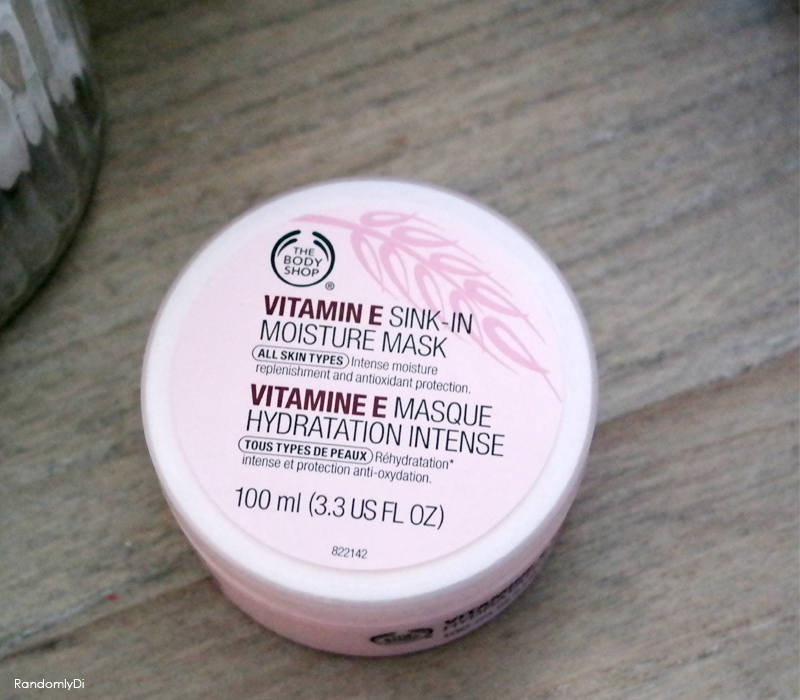 THE
BODY
SHOP
®
VITAMIN E SINK-IN
MOISTURE MASK
ALL SKIN TYPES Intense moisture
replenishment and antioxidant protection.
VITAMINE E MASQUE
HYDRATATION INTENSE
TOUS TYPES DE PEAUX Réhydratation*
intense et protection anti-oxydation.
100 ml (3.3 US FL OZ)
822142
RandomlyDi